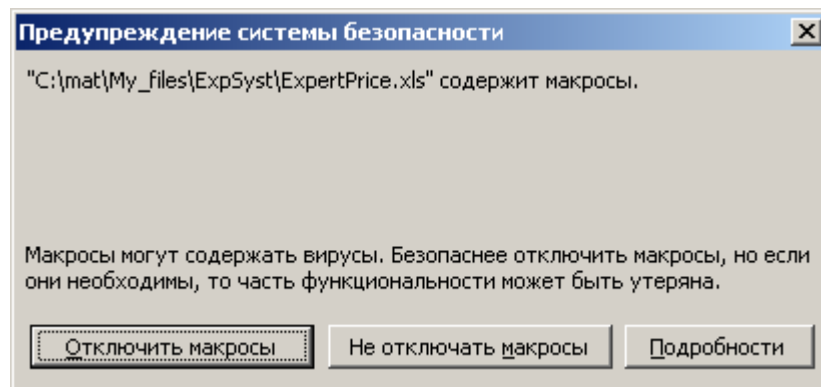 Предупреждение системы безопасности
"C:\mat\My_files\ExpSyst\ExpertPrice.xls" содержит макросы.
Макросы могут содержать вирусы. Безопаснее отключить макросы, но если
они необходимы, то часть функциональности может быть утеряна.
Отключить макросы Не отключать макросы Подробности